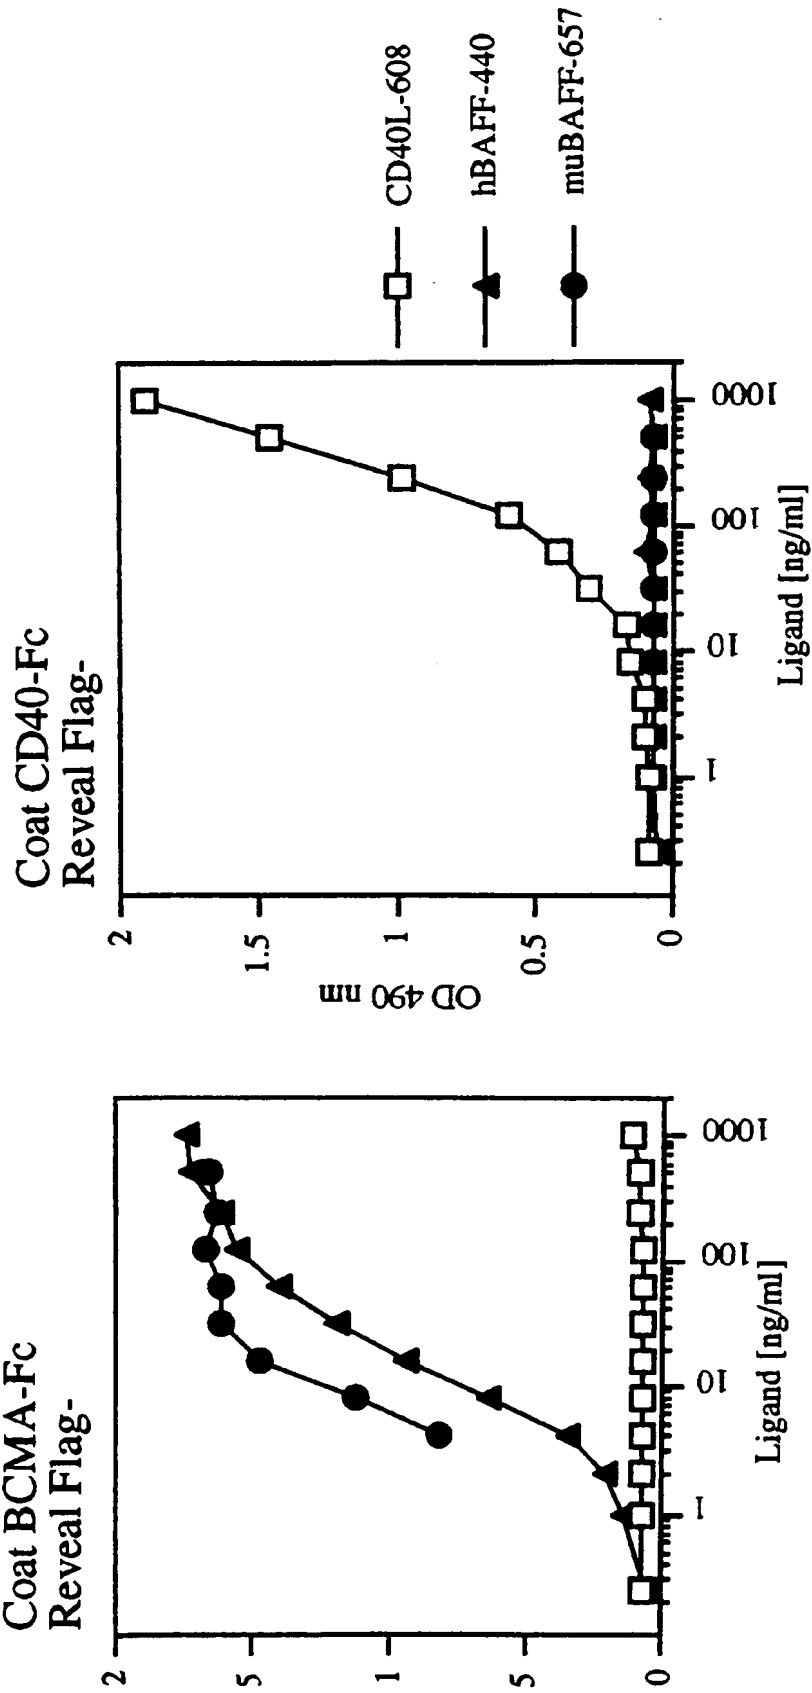 Coat BCMA-Fc
Reveal Flag-
2
5
1
5
0
1
10
100
1000
Ligand [ng/ml]
Coat CD40-Fc
Reveal Flag-
OD 490 nm
2
1.5
1
0.5
0
1
10
100
1000
Ligand [ng/ml]
CD40L-608
hBAFF-440
muBAFF-657